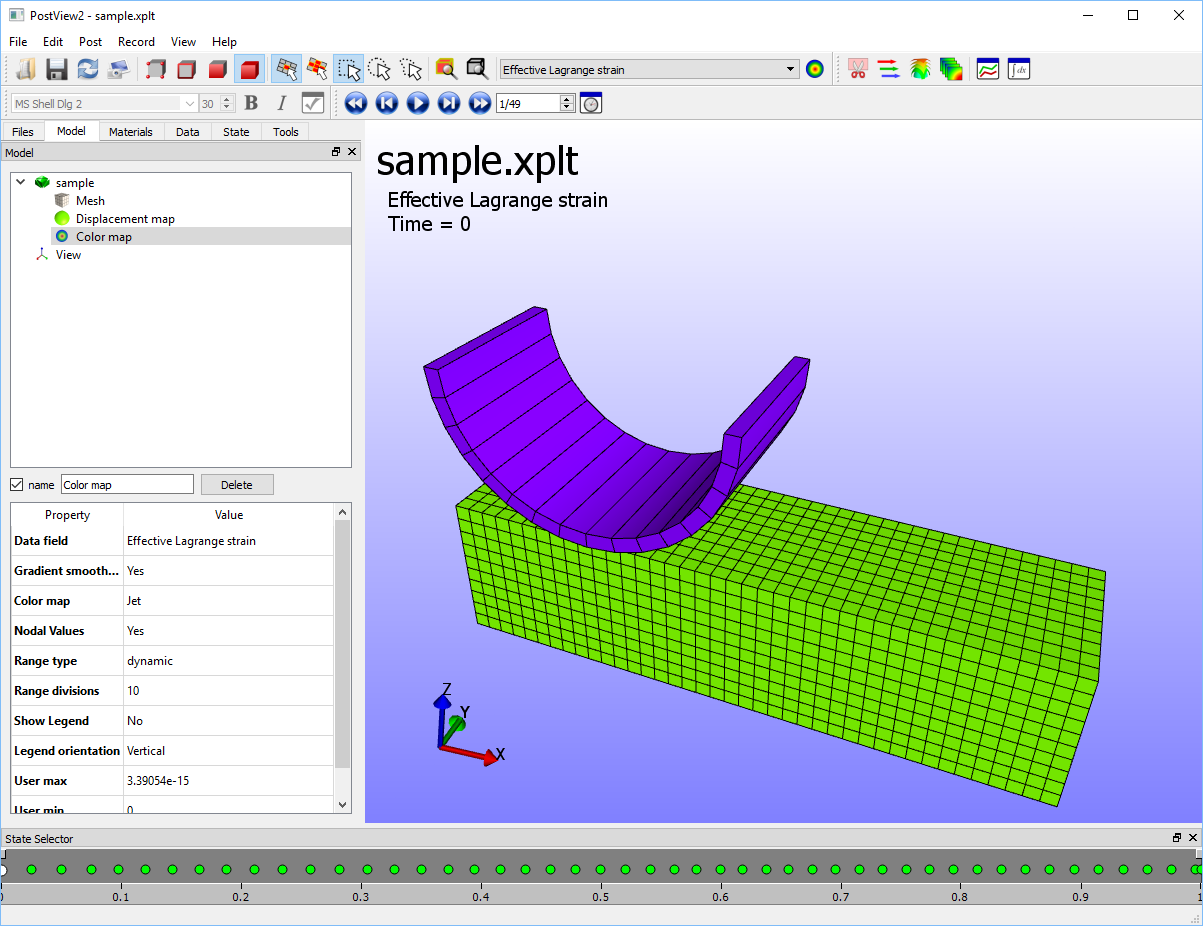 PostView2 - sample.xplt
File Edit Post Record View Help
Effective Lagrange strain
MS Shell Dlg 2 30 B I 1/49
Files Model Materials Data State Tools
Model
sample
Mesh
Displacement map
Color map
View
name Color map Delete
Property Value
Data field Effective Lagrange strain
Gradient smooth... Yes
Color map Jet
Nodal Values Yes
Range type dynamic
Range divisions 10
Show Legend No
Legend orientation Vertical
User max 3.39054e-15
User min 0
sample.xplt
Effective Lagrange strain
Time = 0
Z
Y
X
State Selector
0 0.1 0.2 0.3 0.4 0.5 0.6 0.7 0.8 0.9 1